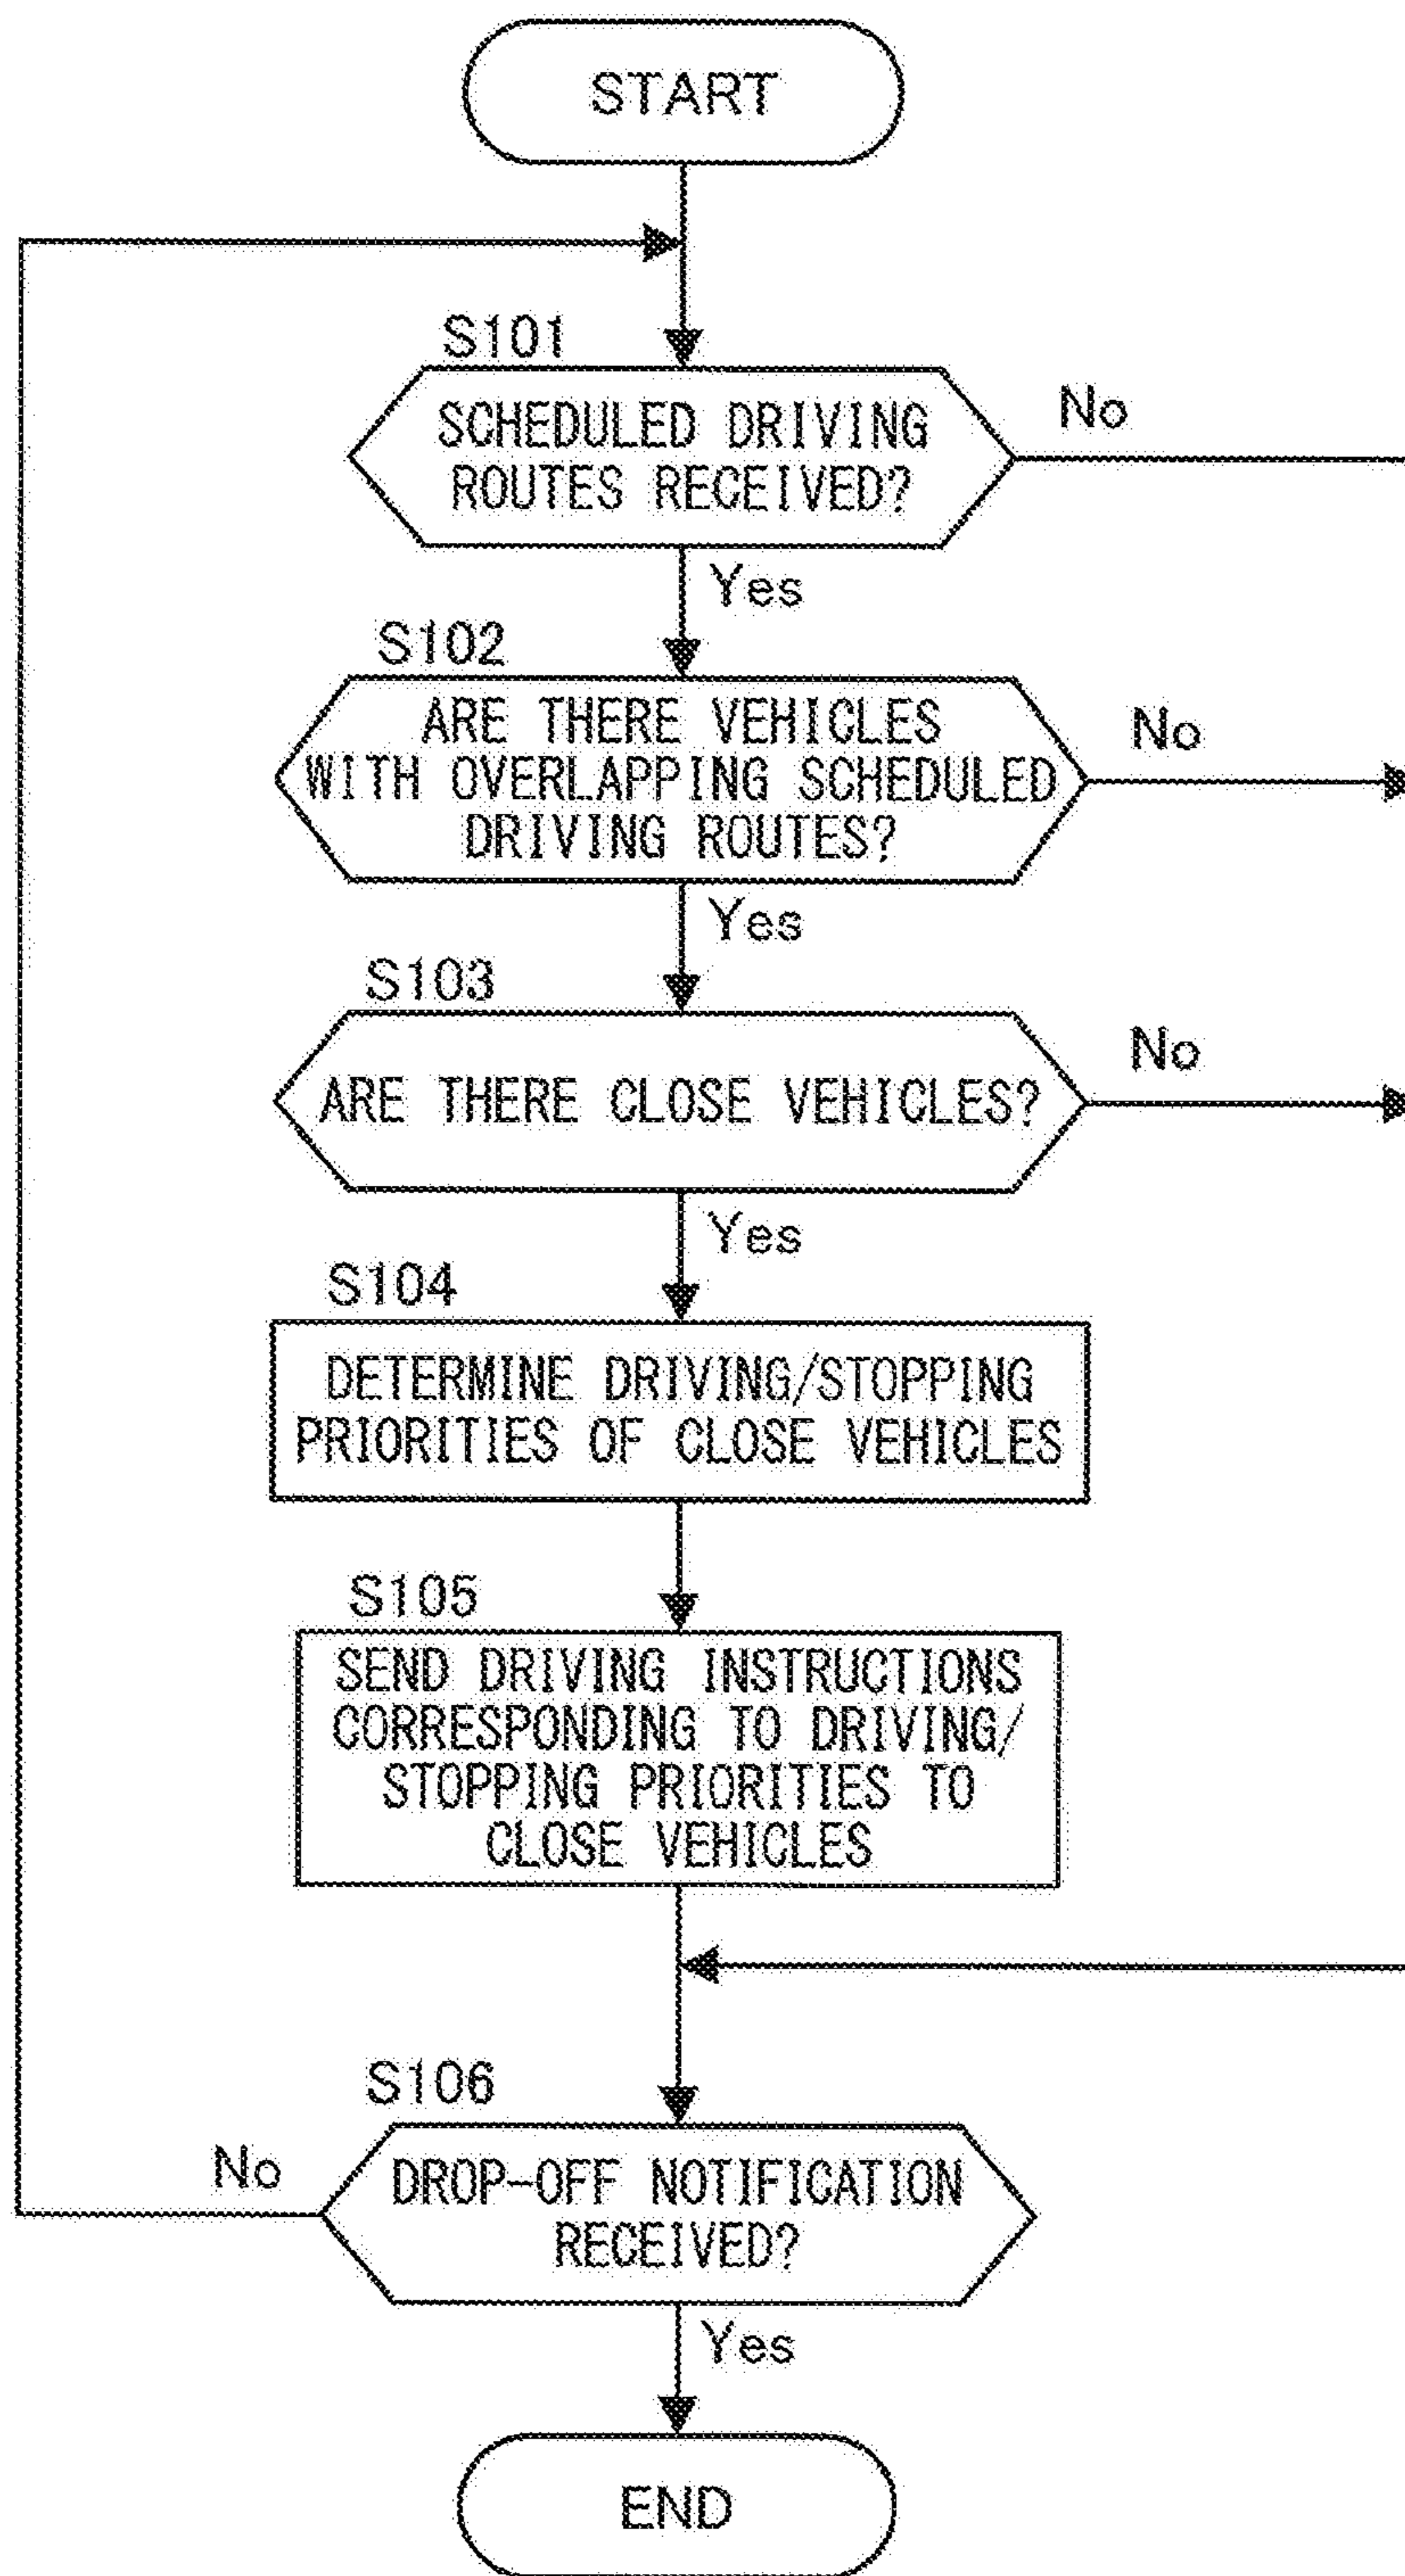 START
S101
SCHEDULED DRIVING
ROUTES RECEIVED?
No
Yes
S102
ARE THERE VEHICLES
WITH OVERLAPPING SCHEDULED
DRIVING ROUTES?
No
Yes
S103
ARE THERE CLOSE VEHICLES?
No
Yes
S104
DETERMINE DRIVING/STOPPING
PRIORITIES OF CLOSE VEHICLES
S105
SEND DRIVING INSTRUCTIONS
CORRESPONDING TO DRIVING/
STOPPING PRIORITIES TO
CLOSE VEHICLES
S106
No
DROP-OFF NOTIFICATION
RECEIVED?
Yes
END